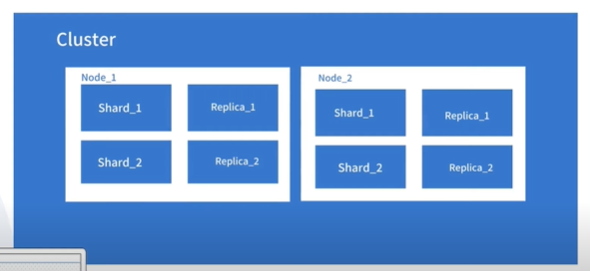 Cluster
Node_1
Shard_1
Replica_1
Shard_2
Replica_2
Node_2
Shard_1
Replica_1
Shard_2
Replica_2